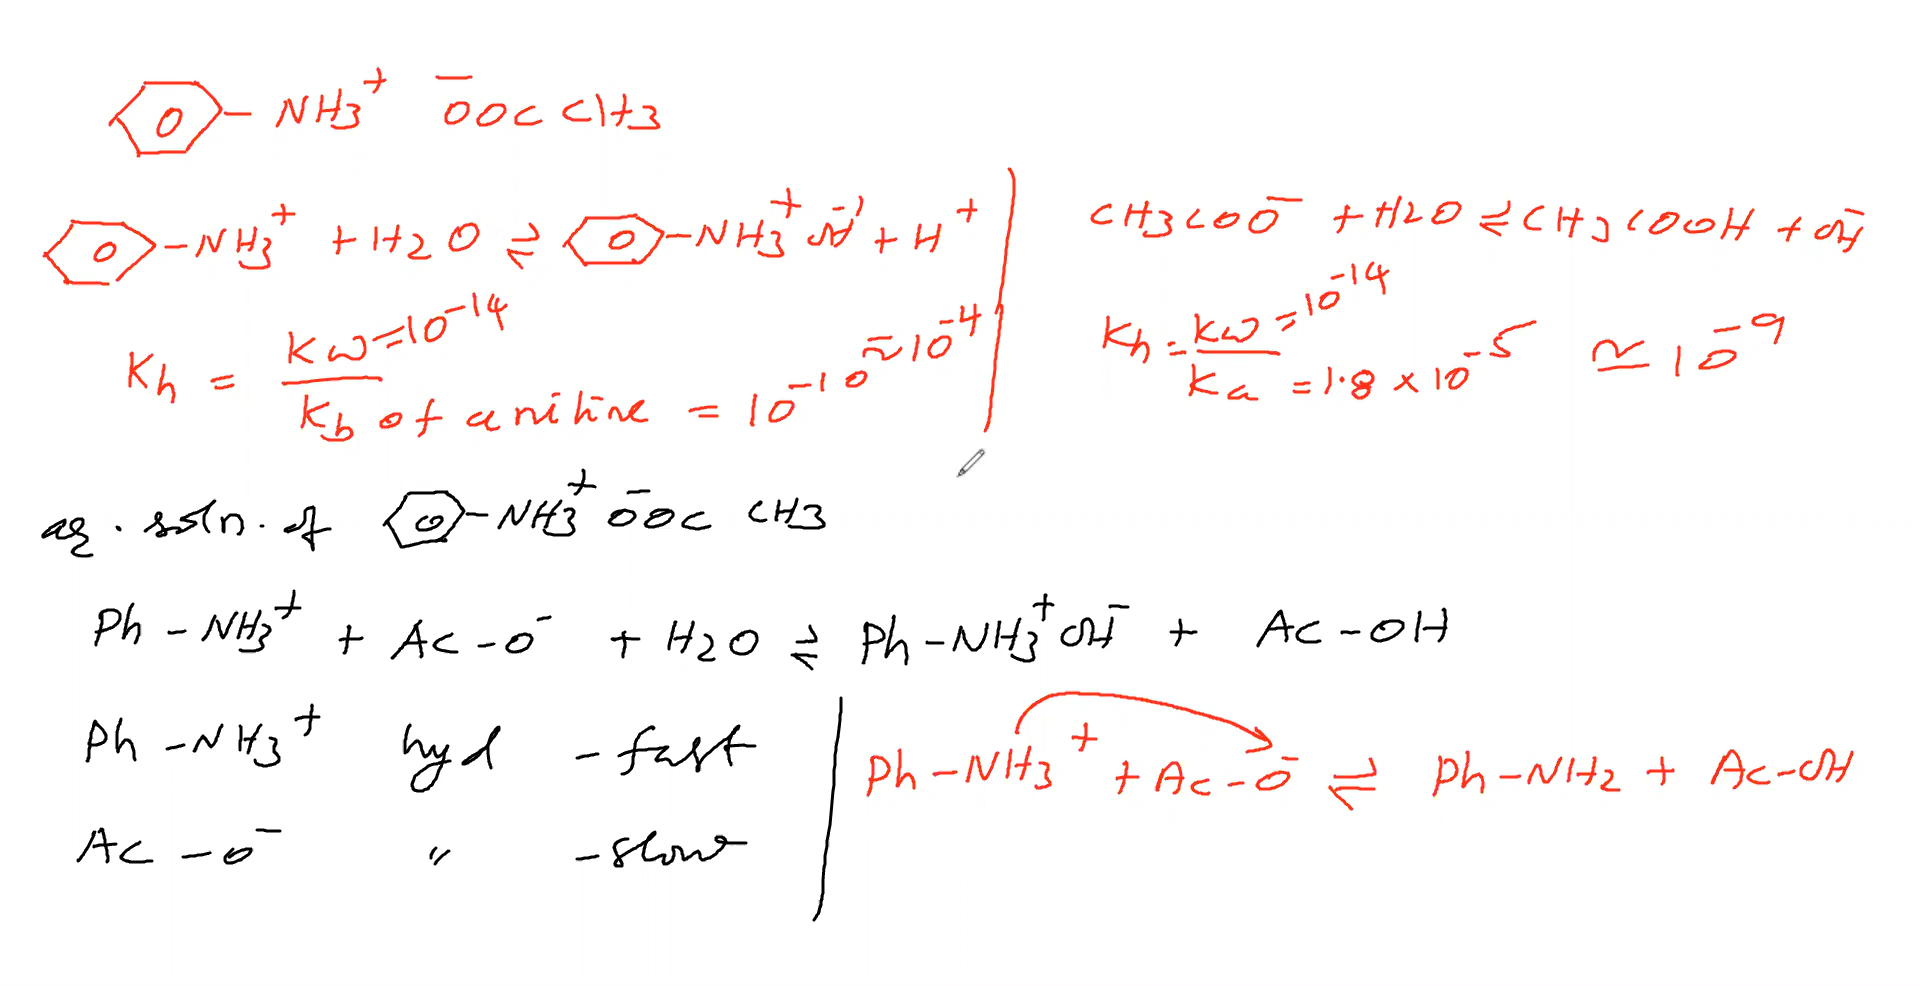 ⌬-NH3⁺ ⁻OOC CH3
⌬-NH3⁺ + H2O ⇌ ⌬-NH3⁺ OH⁻ + H⁺
Kh = Kw = 10⁻¹⁴ / Kb of aniline = 10⁻¹⁰ ≈ 10⁻⁴
CH3COO⁻ + H2O ⇌ CH3COOH + OH⁻
Kh = Kw = 10⁻¹⁴ / Ka = 1.8 × 10⁻⁵ ≃ 10⁻⁹
aq. soln. of ⌬-NH3⁺ ⁻OOC CH3
Ph-NH3⁺ + Ac-O⁻ + H2O ⇌ Ph-NH3⁺OH⁻ + Ac-OH
Ph-NH3⁺ hyd - fast
Ac-O⁻ " - slow
Ph-NH3⁺ + Ac-O⁻ ⇌ Ph-NH2 + Ac-OH